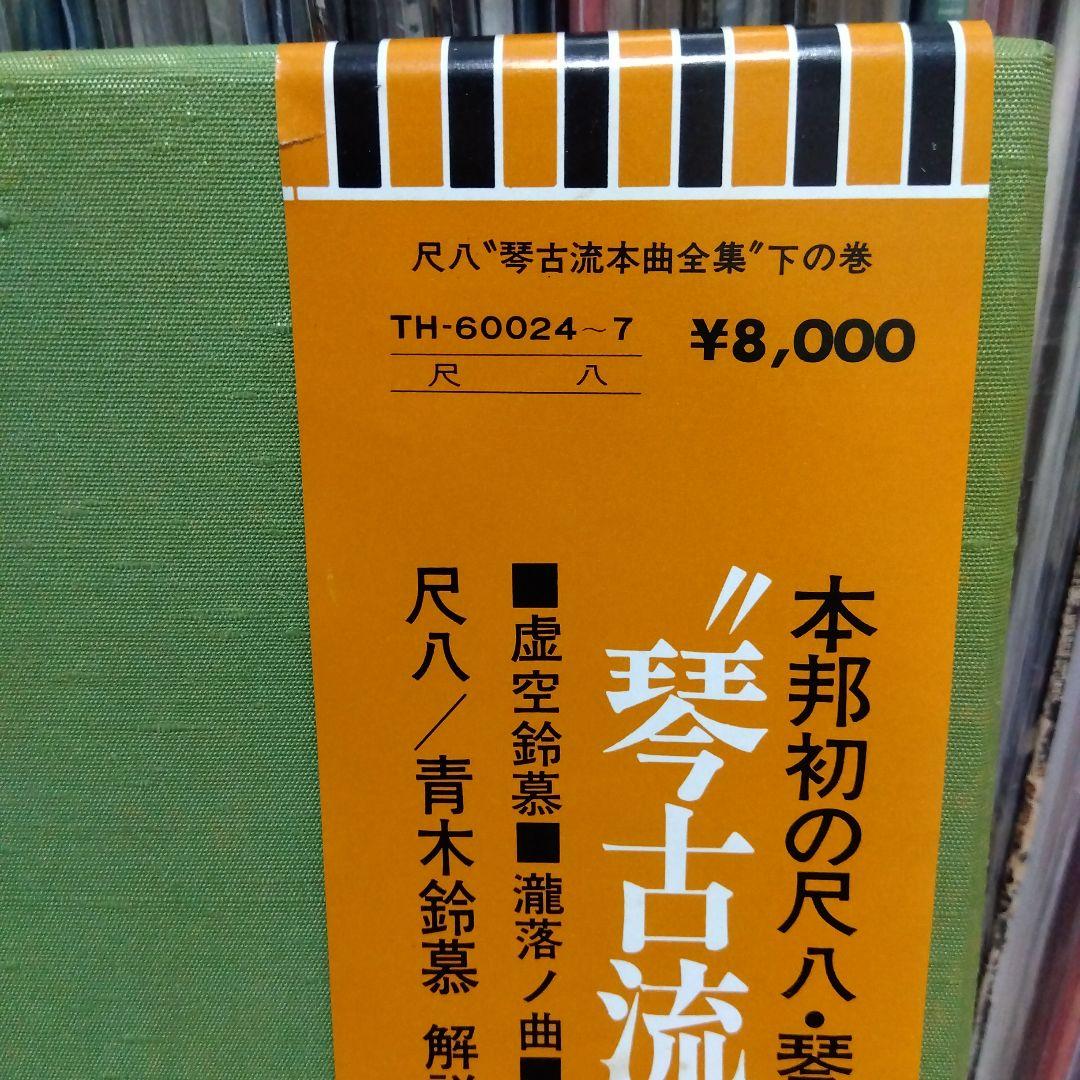 尺八〝琴古流本曲全集〟下の巻
TH-60024～7
¥8,000
尺八
本邦初の尺八・琴
〝琴古流
■虚空鈴慕■瀧落ノ曲■
尺八／青木鈴慕 解説